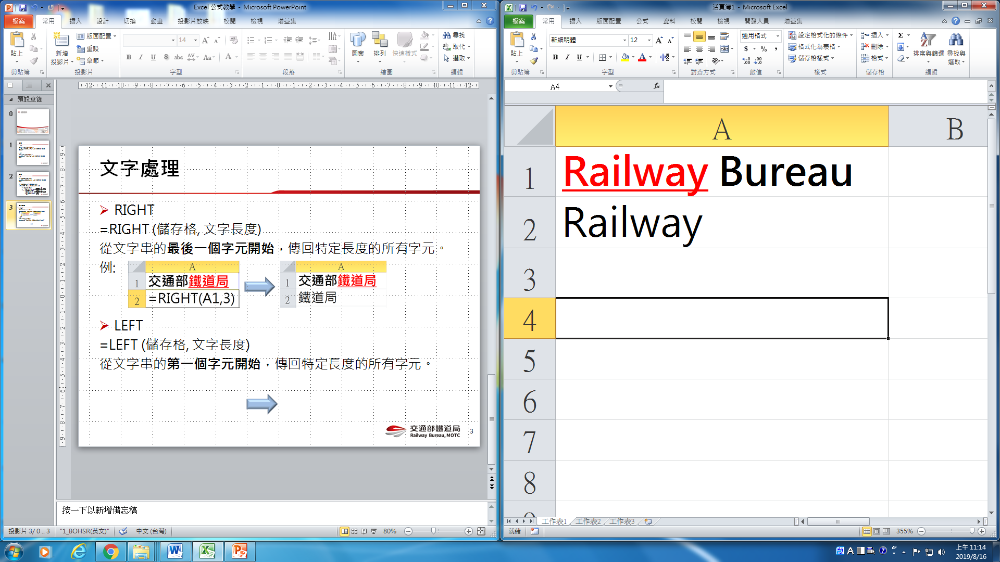 Excel 公式教學 - Microsoft PowerPoint
檔案 常用 插入 設計 切換 動畫 投影片放映 校閱 檢視 增益集
貼上 新增 投影片 版面配置 重設 章節 14 圖案 排列 快速樣式 尋找 取代 選取
剪貼簿 投影片 字型 段落 繪圖 編輯
預設章節
0
1
2
3
文字處理
RIGHT
=RIGHT (儲存格, 文字長度)
從文字串的最後一個字元開始，傳回特定長度的所有字元。
例:
A
1 交通部鐵道局
2 =RIGHT(A1,3)
A
1 交通部鐵道局
2 鐵道局
LEFT
=LEFT (儲存格, 文字長度)
從文字串的第一個字元開始，傳回特定長度的所有字元。
交通部鐵道局
Railway Bureau, MOTC
3
按一下以新增備忘稿
投影片 3/ 0 .. 3 "1_BOHSR(英文)" 中文 (台灣) 80%
活頁簿1 - Microsoft Excel
檔案 常用 插入 版面配置 公式 資料 校閱 檢視 開發人員 增益集
貼上 新細明體 12 通用格式 設定格式化的條件 格式化為表格 儲存格樣式 插入 刪除 格式 排序與篩選 尋找與選取
剪貼簿 字型 對齊方式 數值 樣式 儲存格 編輯
A4 fx
A B
1 Railway Bureau
2 Railway
3
4
5
6
7
8
9
工作表1 工作表2 工作表3
就緒 355%
上午 11:14
2019/8/16